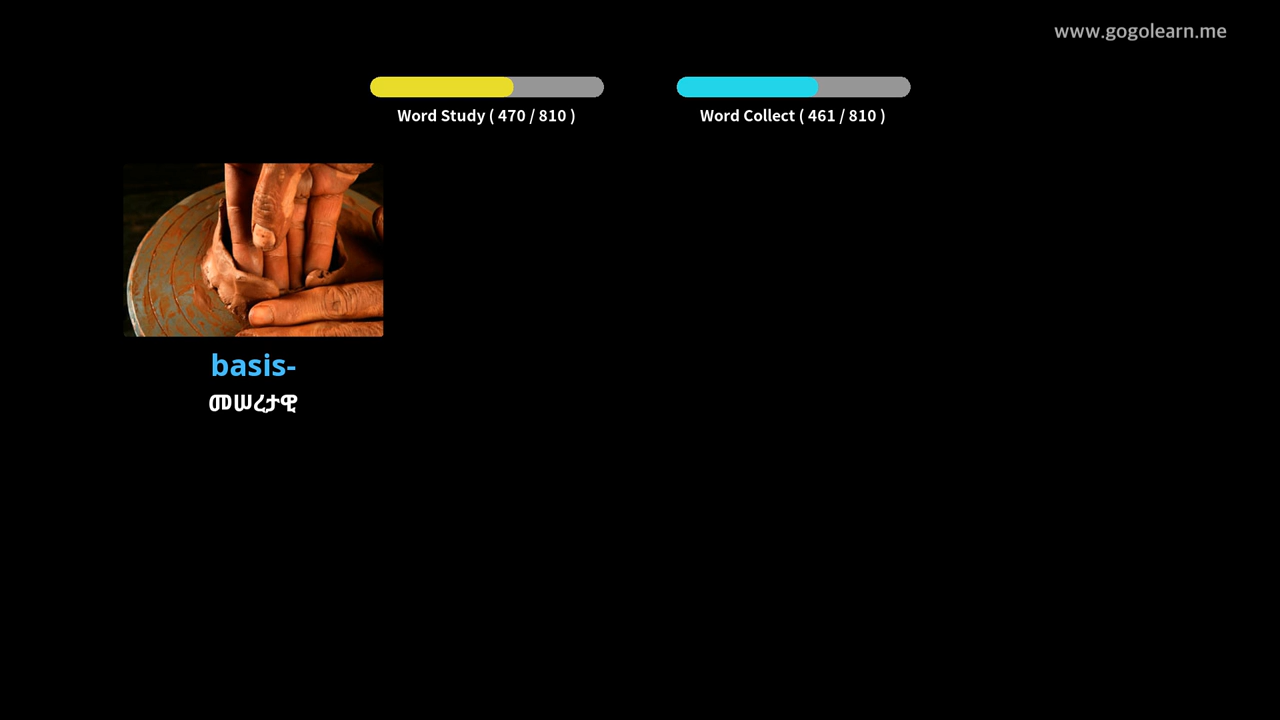 www.gogolearn.me
Word Study ( 470 / 810 )
Word Collect ( 461 / 810 )
basis-
መሠረታዊ